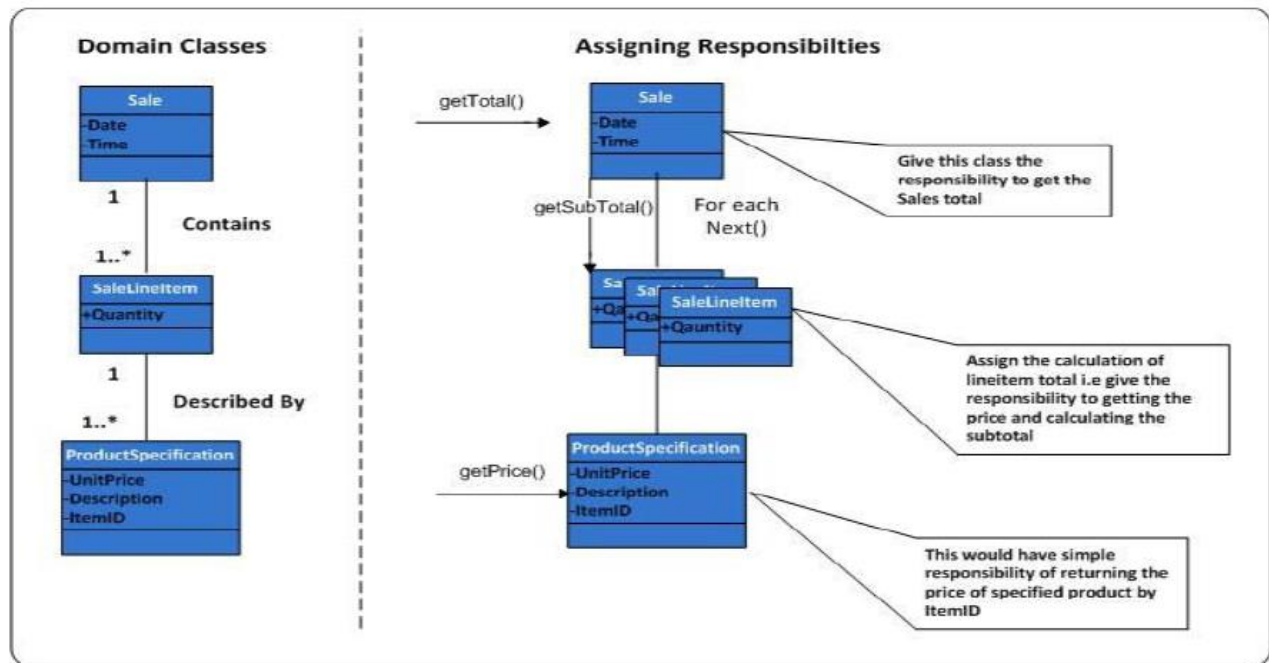 Domain Classes
Sale
-Date
-Time
1
Contains
1..*
SaleLineItem
+Quantity
1
Described By
1..*
ProductSpecification
-UnitPrice
-Description
-ItemID
Assigning Responsibilties
getTotal()
Sale
-Date
-Time
Give this class the
responsibility to get the
Sales total
getSubTotal()
For each
Next()
Sa
+Qa
SaleLineIte
+Qa
SaleLineItem
+Qauntity
Assign the calculation of
lineitem total i.e give the
responsibility to getting the
price and calculating the
subtotal
getPrice()
ProductSpecification
-UnitPrice
-Description
-ItemID
This would have simple
responsibility of returning the
price of specified product by
ItemID